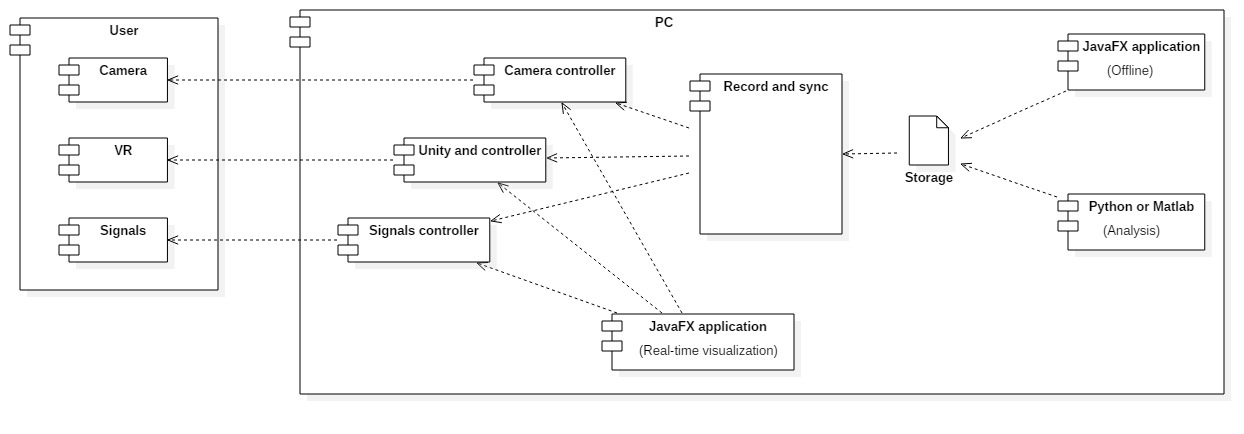 User
PC
Camera
VR
Signals
Camera controller
Unity and controller
Signals controller
Record and sync
Storage
JavaFX application
(Offline)
Python or Matlab
(Analysis)
JavaFX application
(Real-time visualization)